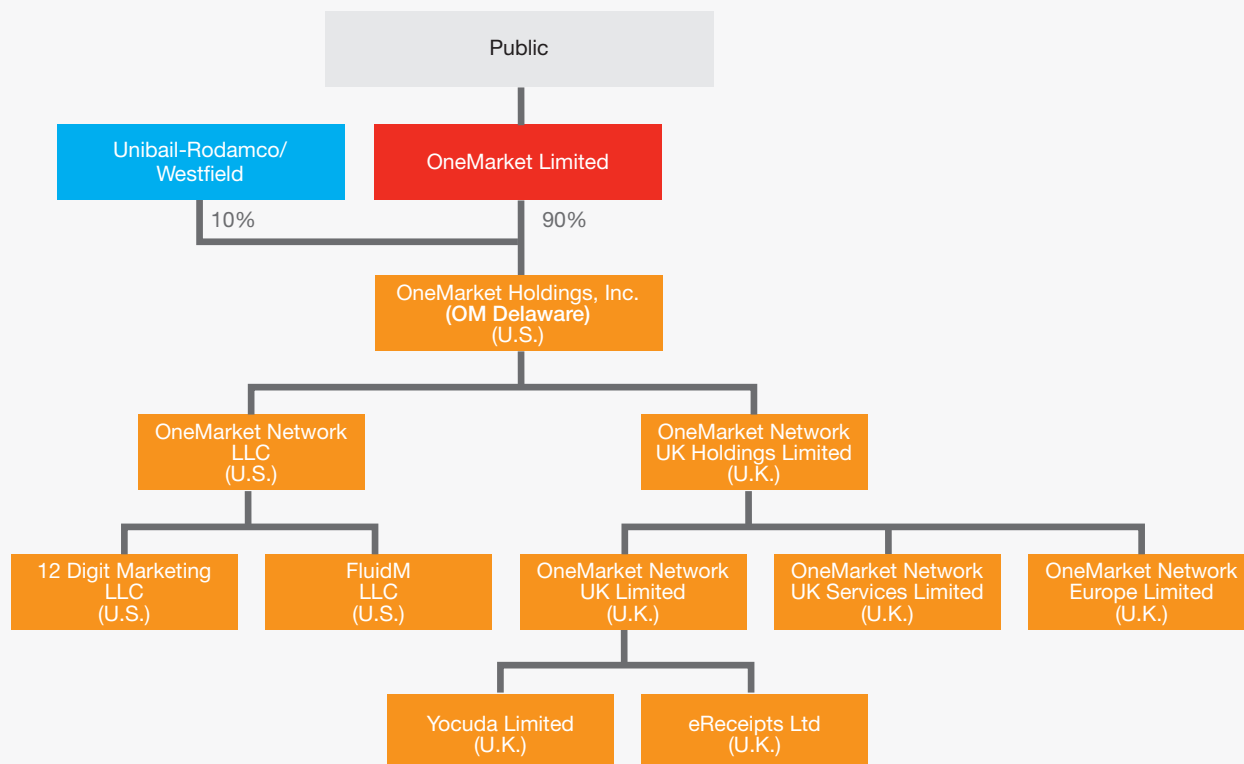 Public
Unibail-Rodamco/
Westfield
OneMarket Limited
10%
90%
OneMarket Holdings, Inc.
(OM Delaware)
(U.S.)
OneMarket Network
LLC
(U.S.)
OneMarket Network
UK Holdings Limited
(U.K.)
12 Digit Marketing
LLC
(U.S.)
FluidM
LLC
(U.S.)
OneMarket Network
UK Limited
(U.K.)
OneMarket Network
UK Services Limited
(U.K.)
OneMarket Network
Europe Limited
(U.K.)
Yocuda Limited
(U.K.)
eReceipts Ltd
(U.K.)